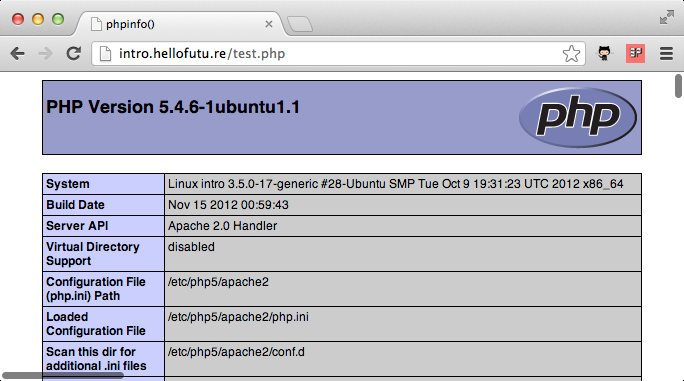 phpinfo()
intro.hellofutu.re/test.php
PHP Version 5.4.6-1ubuntu1.1
php
System Linux intro 3.5.0-17-generic #28-Ubuntu SMP Tue Oct 9 19:31:23 UTC 2012 x86_64
Build Date Nov 15 2012 00:59:43
Server API Apache 2.0 Handler
Virtual Directory disabled
Support
Configuration File /etc/php5/apache2
(php.ini) Path
Loaded /etc/php5/apache2/php.ini
Configuration File
Scan this dir for /etc/php5/apache2/conf.d
additional .ini files